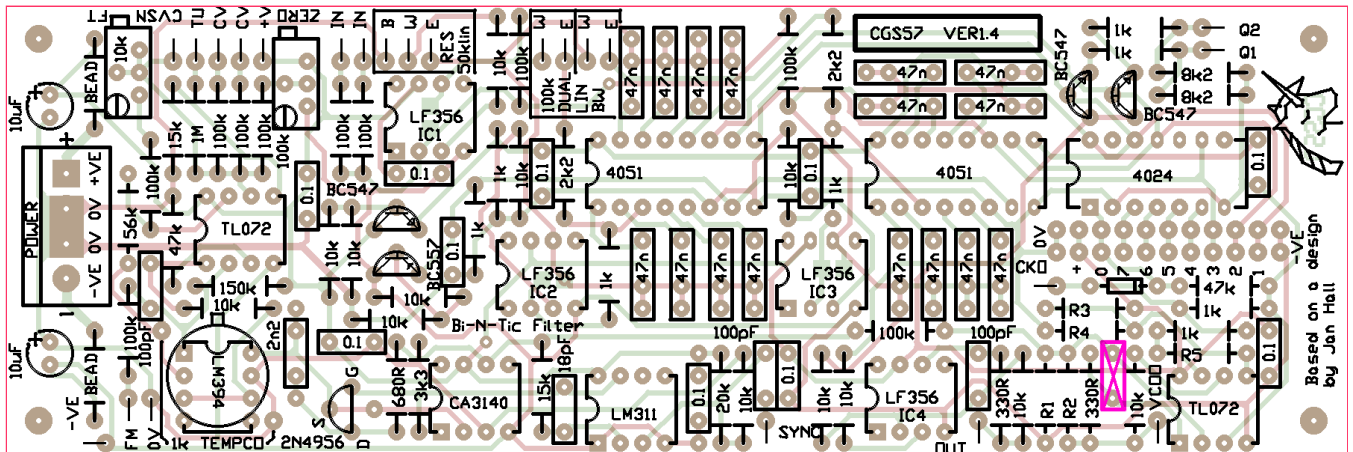 FT
CVSN
TU
CV
CV
+V
ZERO
IN
IN
B
W
E
RES
50klin
W
E
W
E
100k
DUAL
LIN
BW
CGS57 VER1.4
Q2
Q1
1k
1k
BC547
8k2
8k2
BC547
10uF
+
BEAD
10k
15k
1M
100k
100k
100k
100k
100k
100k
LF356
IC1
0.1
10k
100k
47n
47n
47n
47n
100k
2k2
47n
47n
47n
47n
+
POWER
+VE
0V
0V
-VE
-
100k
56k
47k
TL072
0.1
BC547
10k
10k
BC557
0.1
1k
1k
10k
0.1
2k2
4051
10k
0.1
1k
4051
4024
0.1
150k
10k
10k
10k
LF356
IC2
1k
47n
47n
47n
47n
LF356
IC3
47n
47n
47n
47n
0V
-VE
CKO
+
0
7
6
5
4
3
2
1
47k
R3
1k
R4
1k
R5
0.1
Based on a design
by Jan Hall
10uF
BEAD
-VE
100k
100pF
FM
0V
LM394
1k
TEMPCO
2n2
0.1
2N4956
G
S
D
680R
3k3
Bi-N-Tic Filter
CA3140
18pF
15k
LM311
100pF
0.1
20k
10k
0.1
SYNC
10k
10k
100k
LF356
IC4
100pF
OUT
330R
10k
R1
R2
330R
10k
VCDO
TL072